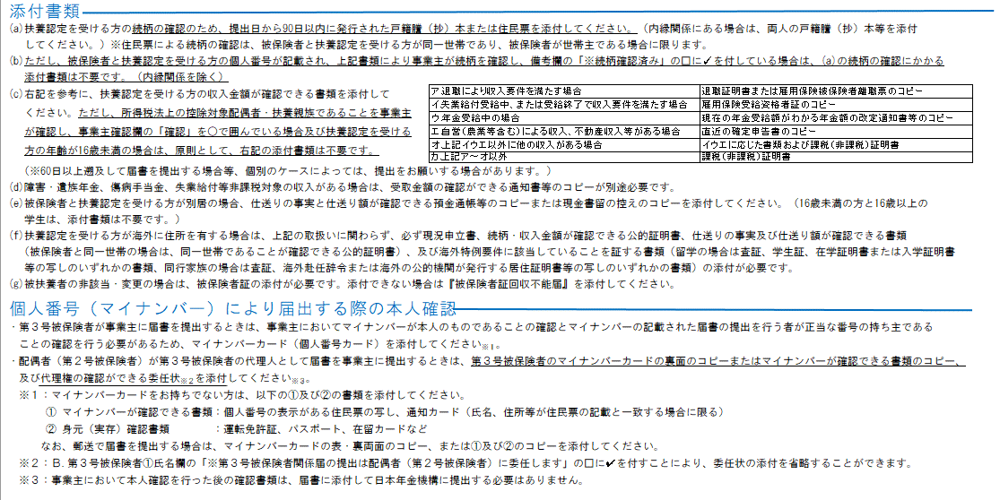 添付書類
(a)扶養認定を受ける方の続柄の確認のため、提出日から90日以内に発行された戸籍謄（抄）本または住民票を添付してください。（内縁関係にある場合は、両人の戸籍謄（抄）本等を添付
してください。）※住民票による続柄の確認は、被保険者と扶養認定を受ける方が同一世帯であり、被保険者が世帯主である場合に限ります。
(b)ただし、被保険者と扶養認定を受ける方の個人番号が記載され、上記書類により事業主が続柄を確認し、備考欄の「※続柄確認済み」の□に✔を付している場合は、(a)の続柄の確認にかかる
添付書類は不要です。（内縁関係を除く）
(c)右記を参考に、扶養認定を受ける方の収入金額が確認できる書類を添付して
ください。ただし、所得税法上の控除対象配偶者・扶養親族であることを事業主
が確認し、事業主確認欄の「確認」を○で囲んでいる場合及び扶養認定を受ける
方の年齢が16歳未満の場合は、原則として、右記の添付書類は不要です。
ア退職により収入要件を満たす場合 退職証明書または雇用保険被保険者離職票のコピー
イ失業給付受給中、または受給終了で収入要件を満たす場合 雇用保険受給資格者証のコピー
ウ年金受給中の場合 現在の年金受給額がわかる年金額の改定通知書等のコピー
エ自営(農業等含む)による収入、不動産収入等がある場合 直近の確定申告書のコピー
オ上記イウエ以外に他の収入がある場合 イウエに応じた書類および課税(非課税)証明書
カ上記ア～オ以外 課税(非課税)証明書
（※60日以上遡及して届書を提出する場合等、個別のケースによっては、提出をお願いする場合があります。）
(d)障害・遺族年金、傷病手当金、失業給付等非課税対象の収入がある場合は、受取金額の確認ができる通知書等のコピーが別途必要です。
(e)被保険者と扶養認定を受ける方が別居の場合、仕送りの事実と仕送り額が確認できる預金通帳等のコピーまたは現金書留の控えのコピーを添付してください。（16歳未満の方と16歳以上の
学生は、添付書類は不要です。）
(f)扶養認定を受ける方が海外に住所を有する場合は、上記の取扱いに関わらず、必ず現況申立書、続柄・収入金額が確認できる公的証明書、仕送りの事実及び仕送り額が確認できる書類
（被保険者と同一世帯の場合は、同一世帯であることが確認できる公的証明書）、及び海外特例要件に該当していることを証する書類（留学の場合は査証、学生証、在学証明書または入学証明書
等の写しのいずれかの書類、同行家族の場合は査証、海外赴任辞令または海外の公的機関が発行する居住証明書等の写しのいずれかの書類）の添付が必要です。
(g)被扶養者の非該当・変更の場合は、被保険者証の添付が必要です。添付できない場合は『被保険者証回収不能届』を添付してください。
個人番号（マイナンバー）により届出する際の本人確認
・第３号被保険者が事業主に届書を提出するときは、事業主においてマイナンバーが本人のものであることの確認とマイナンバーの記載された届書の提出を行う者が正当な番号の持ち主である
ことの確認を行う必要があるため、マイナンバーカード（個人番号カード）を添付してください※1。
・配偶者（第２号被保険者）が第３号被保険者の代理人として届書を事業主に提出するときは、第３号被保険者のマイナンバーカードの裏面のコピーまたはマイナンバーが確認できる書類のコピー、
及び代理権の確認ができる委任状※2を添付してください※3。
※１：マイナンバーカードをお持ちでない方は、以下の①及び②の書類を添付してください。
① マイナンバーが確認できる書類：個人番号の表示がある住民票の写し、通知カード（氏名、住所等が住民票の記載と一致する場合に限る）
② 身元（実存）確認書類 ：運転免許証、パスポート、在留カードなど
なお、郵送で届書を提出する場合は、マイナンバーカードの表・裏両面のコピー、または①及び②のコピーを添付してください。
※２：Ｂ.第３号被保険者①氏名欄の「※第３号被保険者関係届の提出は配偶者（第２号被保険者）に委任します」の□に✔を付すことにより、委任状の添付を省略することができます。
※３：事業主において本人確認を行った後の確認書類は、届書に添付して日本年金機構に提出する必要はありません。